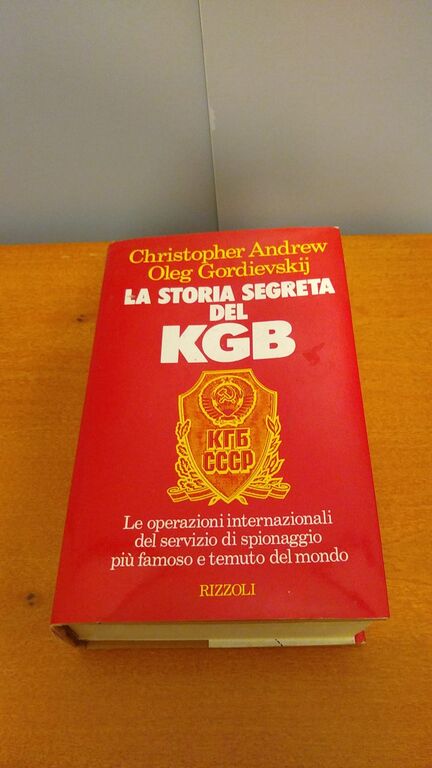 Christopher Andrew
Oleg Gordievskij
LA STORIA SEGRETA
DEL
KGB
КГБ
СССР
Le operazioni internazionali
del servizio di spionaggio
più famoso e temuto del mondo
RIZZOLI